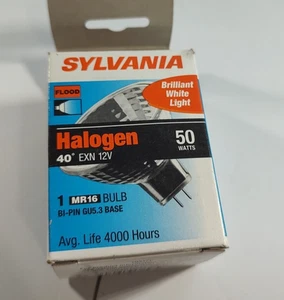 SYLVANIA
FLOOD
Brilliant
White
Light
Halogen
50
WATTS
40° EXN 12V
1 MR16 BULB
BI-PIN GU5.3 BASE
Avg. Life 4000 Hours